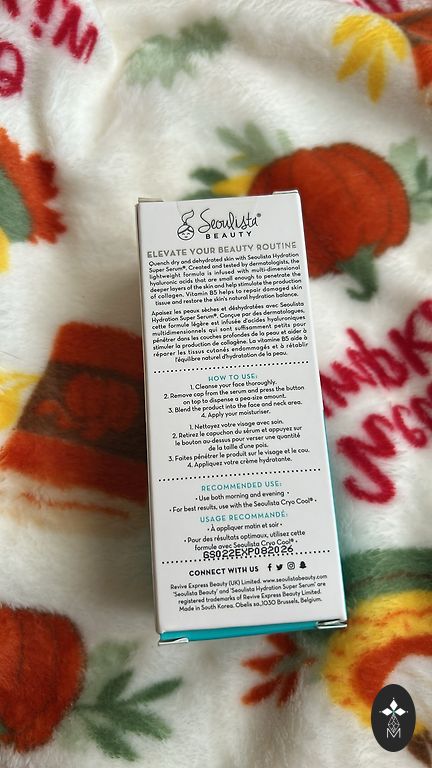 Seoulista®
BEAUTY
ELEVATE YOUR BEAUTY ROUTINE
Quench dry and dehydrated skin with Seoulista Hydration
Super Serum®. Created and tested by dermatologists, the
lightweight formula is infused with multi-dimensional
hyaluronic acids that are small enough to penetrate the
deeper layers of the skin and help stimulate the production
of collagen. Vitamin B5 helps to repair damaged skin
tissue and restore the skin's natural hydration balance.
Apaisez les peaux sèches et déshydratées avec Seoulista
Hydration Super Serum®. Conçue par des dermatologues,
cette formule légère est infusée d'acides hyaluroniques
multidimensionnels qui sont suffisamment petits pour
pénétrer dans les couches profondes de la peau et aider à
stimuler la production de collagène. La vitamine B5 aide à
réparer les tissus cutanés endommagés et à rétablir
l'équilibre naturel d'hydratation de la peau.
HOW TO USE:
1. Cleanse your face thoroughly.
2. Remove cap from the serum and press the button
on top to dispense a pea-size amount.
3. Blend the product into the face and neck area.
4. Apply your moisturiser.
1. Nettoyez votre visage avec soin.
2. Retirez le capuchon du sérum et appuyez sur
le bouton au-dessus pour verser une quantité
de la taille d'un pois.
3. Faites pénétrer le produit sur le visage et le cou.
4. Appliquez votre crème hydratante.
RECOMMENDED USE:
• Use both morning and evening •
• For best results, use with the Seoulista Cryo Cool® •
USAGE RECOMMANDÉ:
• À appliquer matin et soir •
• Pour des résultats optimaux, utilisez cette
formule avec Seoulista Cryo Cool® •
GS022EXP082026
CONNECT WITH US
Revive Express Beauty (UK) Limited. www.seoulistabeauty.com
'Seoulista Beauty' and 'Seoulista Hydration Super Serum' are
registered trademarks of Revive Express Beauty Limited.
Made in South Korea. Obelis sa,1030 Brussels, Belgium.